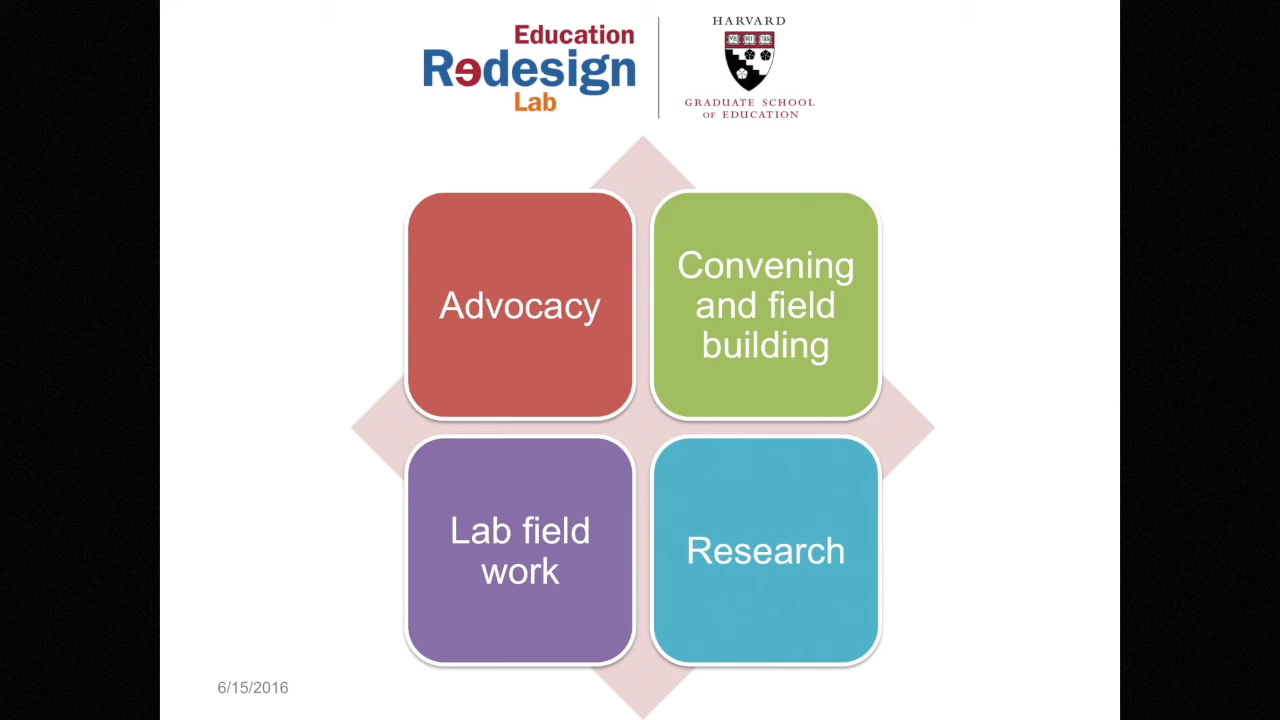 Education
Redesign
Lab
HARVARD
GRADUATE SCHOOL
OF EDUCATION
Advocacy
Convening
and field
building
Lab field
work
Research
6/15/2016